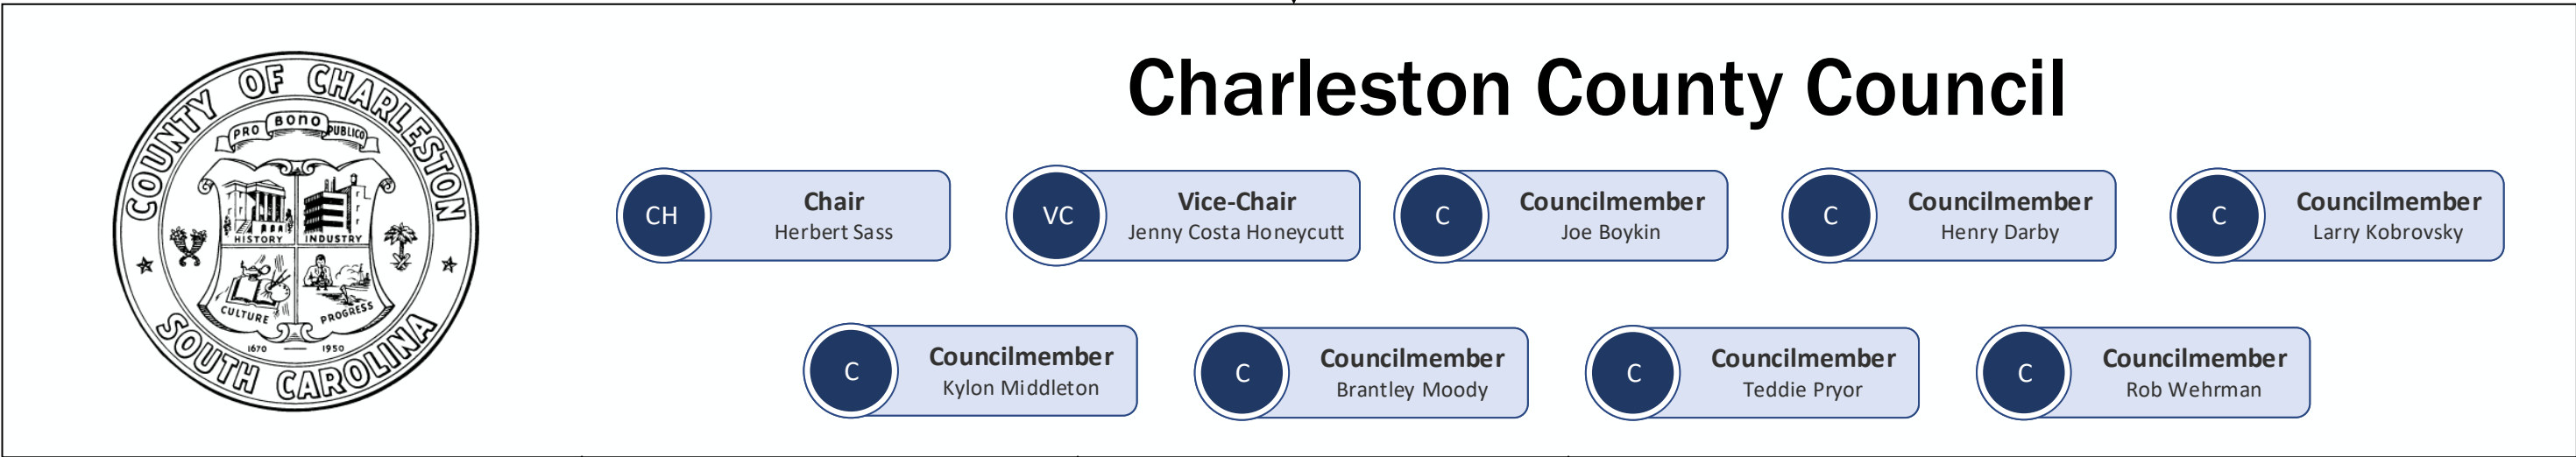 COUNTY OF CHARLESTON
SOUTH CAROLINA
PRO BONO PUBLICO
HISTORY INDUSTRY
CULTURE PROGRESS
1670 — 1950
Charleston County Council
CH
Chair
Herbert Sass
VC
Vice-Chair
Jenny Costa Honeycutt
C
Councilmember
Joe Boykin
C
Councilmember
Henry Darby
C
Councilmember
Larry Kobrovsky
C
Councilmember
Kylon Middleton
C
Councilmember
Brantley Moody
C
Councilmember
Teddie Pryor
C
Councilmember
Rob Wehrman